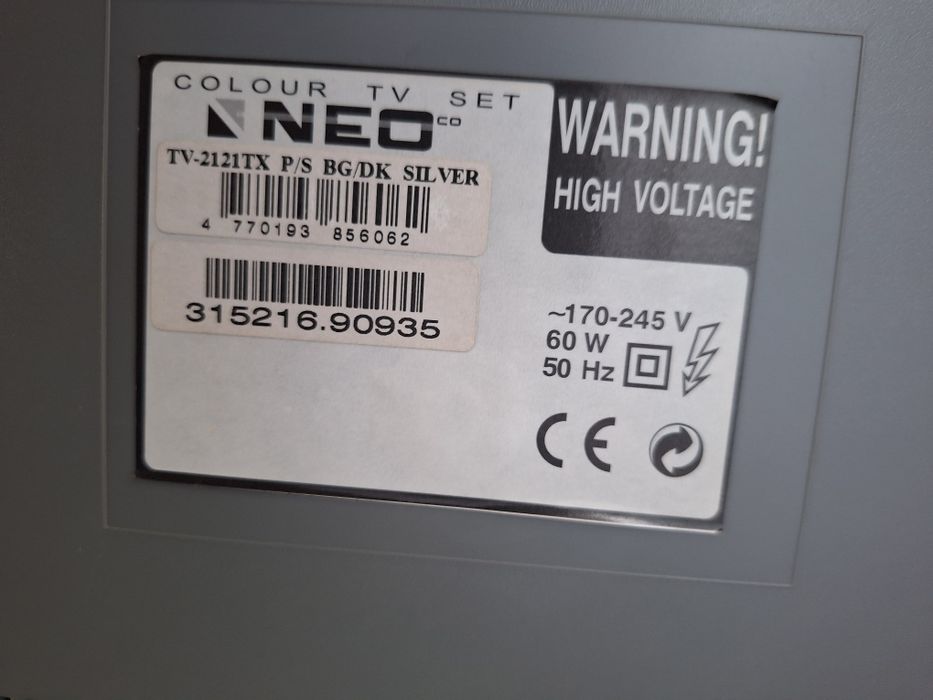 COLOUR TV SET
NEO co
TV-2121TX P/S BG/DK SILVER
4 770193 856062
315216.90935
WARNING!
HIGH VOLTAGE
~170-245 V
60 W
50 Hz
CE